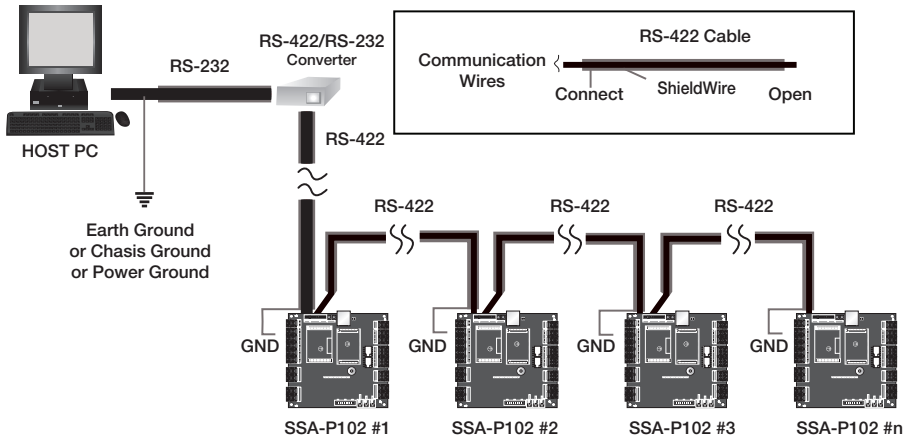 RS-422/RS-232
Converter
RS-232
HOST PC
RS-422 Cable
Communication
Wires
Connect
ShieldWire
Open
RS-422
Earth Ground
or Chasis Ground
or Power Ground
RS-422
RS-422
RS-422
GND
GND
GND
GND
SSA-P102 #1
SSA-P102 #2
SSA-P102 #3
SSA-P102 #n